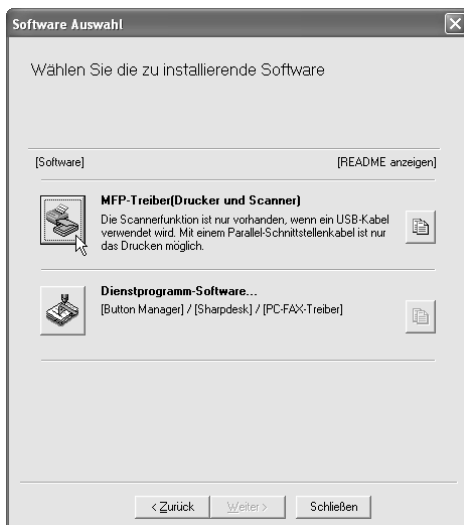 Software Auswahl
Wählen Sie die zu installierende Software
[Software] [README anzeigen]
MFP-Treiber(Drucker und Scanner)
Die Scannerfunktion ist nur vorhanden, wenn ein USB-Kabel
verwendet wird. Mit einem Parallel-Schnittstellenkabel ist nur
das Drucken möglich.
Dienstprogramm-Software...
[Button Manager] / [Sharpdesk] / [PC-FAX-Treiber]
< Zurück Weiter > Schließen